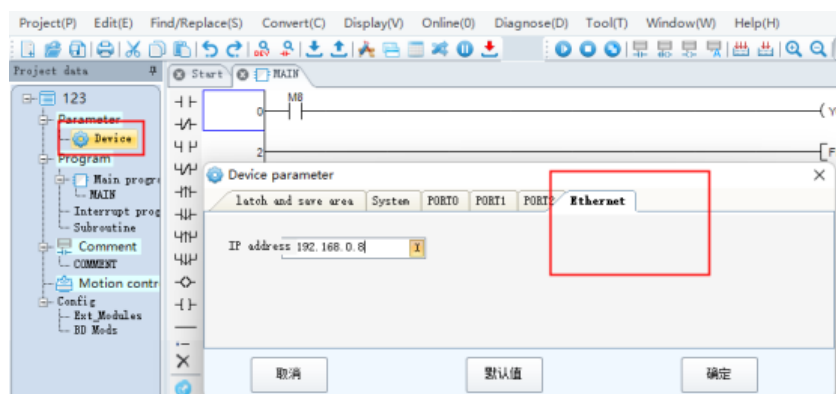 Project(P) Edit(E) Find/Replace(S) Convert(C) Display(V) Online(O) Diagnose(D) Tool(T) Window(W) Help(H)
Project data
Start MAIN
123
Parameter
Device
Program
Main progr
MAIN
Interrupt prog
Subroutine
Comment
COMMENT
Motion contr
Config
Ext_Modules
BD Mods
0 M8 Y
2 F
Device parameter
latch and save area System PORT0 PORT1 PORT2 Ethernet
IP address 192.168.0.8 I
取消 默认值 确定